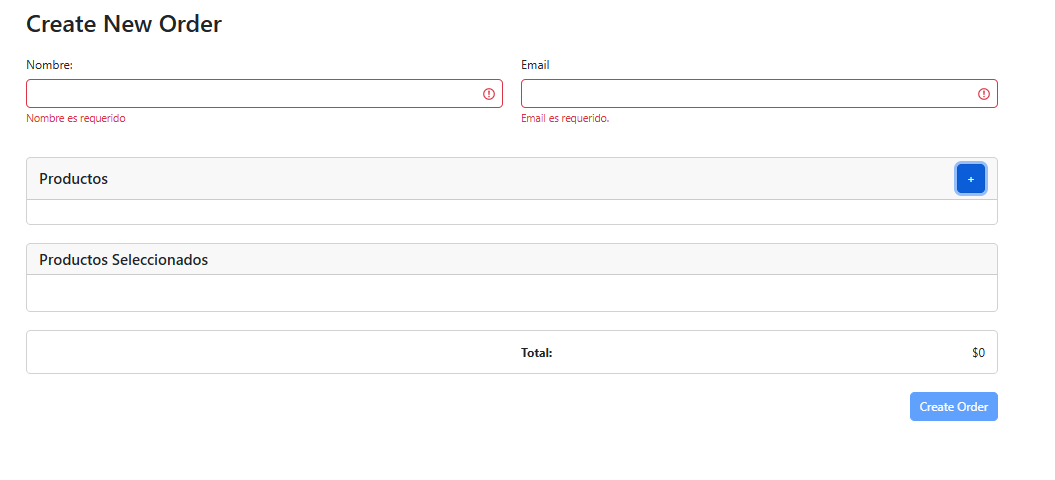 Create New Order
Nombre:
Email
Nombre es requerido
Email es requerido.
Productos
+
Productos Seleccionados
Total:
$0
Create Order